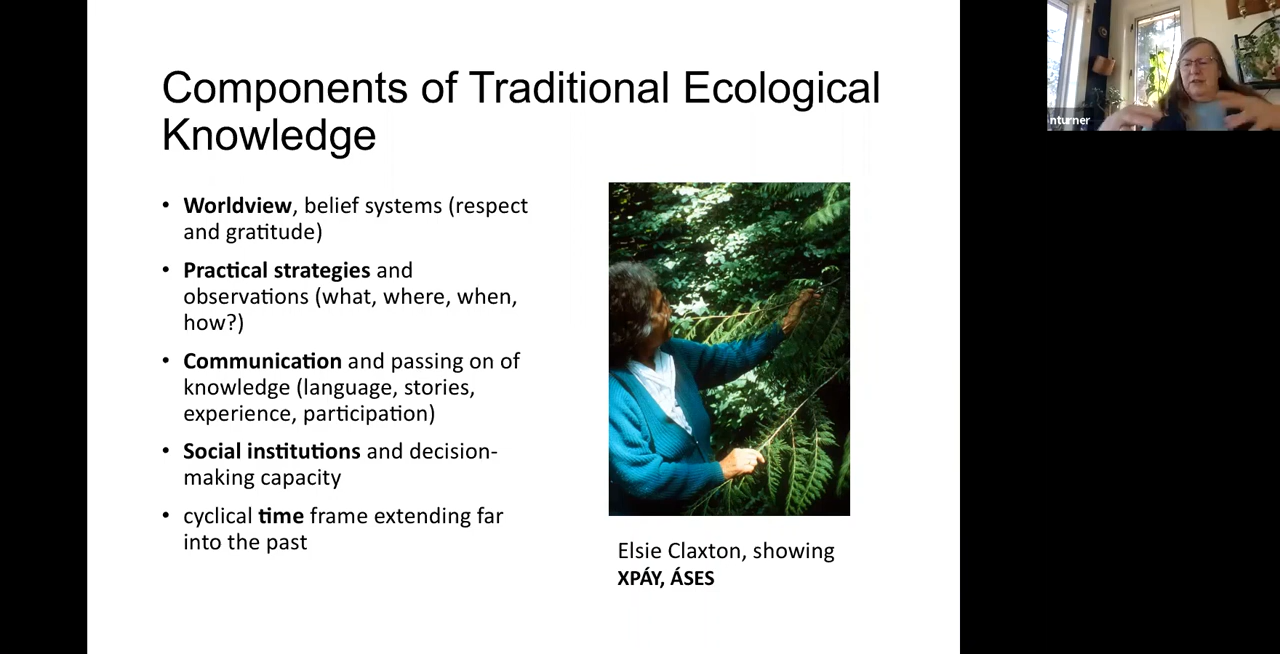 Components of Traditional Ecological
Knowledge
• Worldview, belief systems (respect
and gratitude)
• Practical strategies and
observations (what, where, when,
how?)
• Communication and passing on of
knowledge (language, stories,
experience, participation)
• Social institutions and decision-
making capacity
• cyclical time frame extending far
into the past
Elsie Claxton, showing
XPÁY, ÁSES
nturner